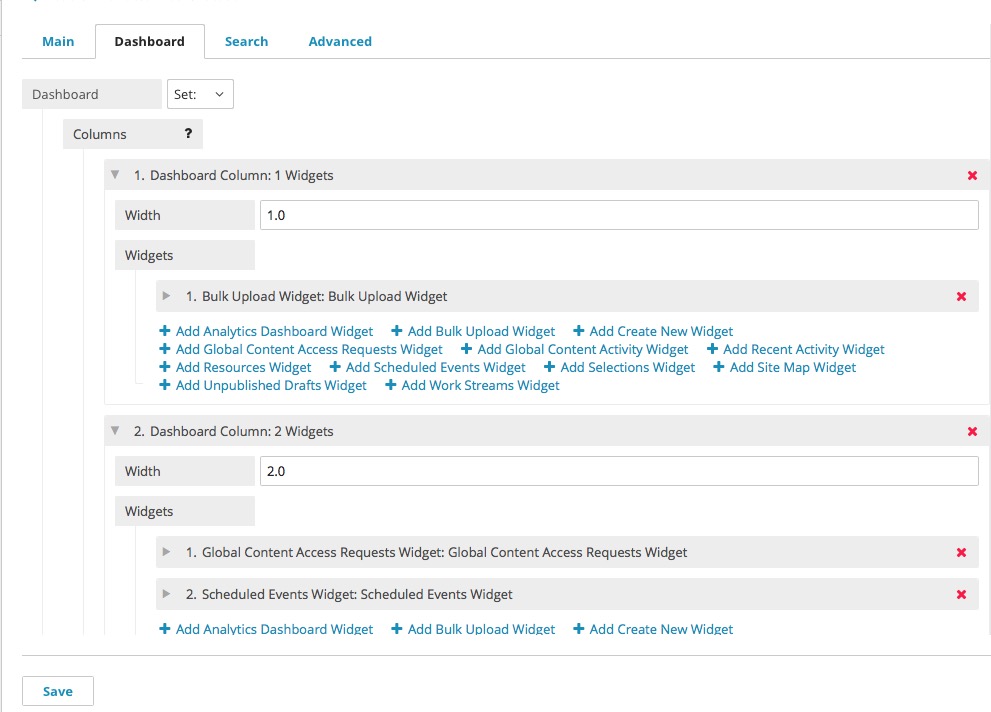 Main Dashboard Search Advanced
Dashboard Set:
Columns ?
1. Dashboard Column: 1 Widgets
Width 1.0
Widgets
1. Bulk Upload Widget: Bulk Upload Widget
Add Analytics Dashboard Widget Add Bulk Upload Widget Add Create New Widget
Add Global Content Access Requests Widget Add Global Content Activity Widget Add Recent Activity Widget
Add Resources Widget Add Scheduled Events Widget Add Selections Widget Add Site Map Widget
Add Unpublished Drafts Widget Add Work Streams Widget
2. Dashboard Column: 2 Widgets
Width 2.0
Widgets
1. Global Content Access Requests Widget: Global Content Access Requests Widget
2. Scheduled Events Widget: Scheduled Events Widget
Add Analytics Dashboard Widget Add Bulk Upload Widget Add Create New Widget
Save